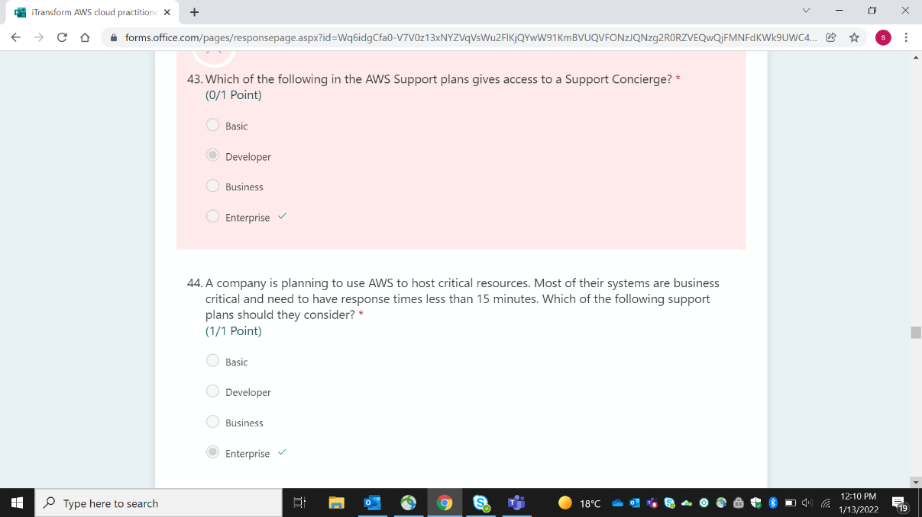 iTransform AWS cloud practitione
forms.office.com/pages/responsepage.aspx?id=Wq6idgCfa0-V7V0z13xNYZVqVsWu2FlKjQYwW91KmBVUQVFONzJQNzg2R0RZVEQwQjFMNFdKWk9UWC4...
S
43. Which of the following in the AWS Support plans gives access to a Support Concierge? *
(0/1 Point)
Basic
Developer
Business
Enterprise
44. A company is planning to use AWS to host critical resources. Most of their systems are business
critical and need to have response times less than 15 minutes. Which of the following support
plans should they consider? *
(1/1 Point)
Basic
Developer
Business
Enterprise
Type here to search
18°C
12:10 PM
1/13/2022
19